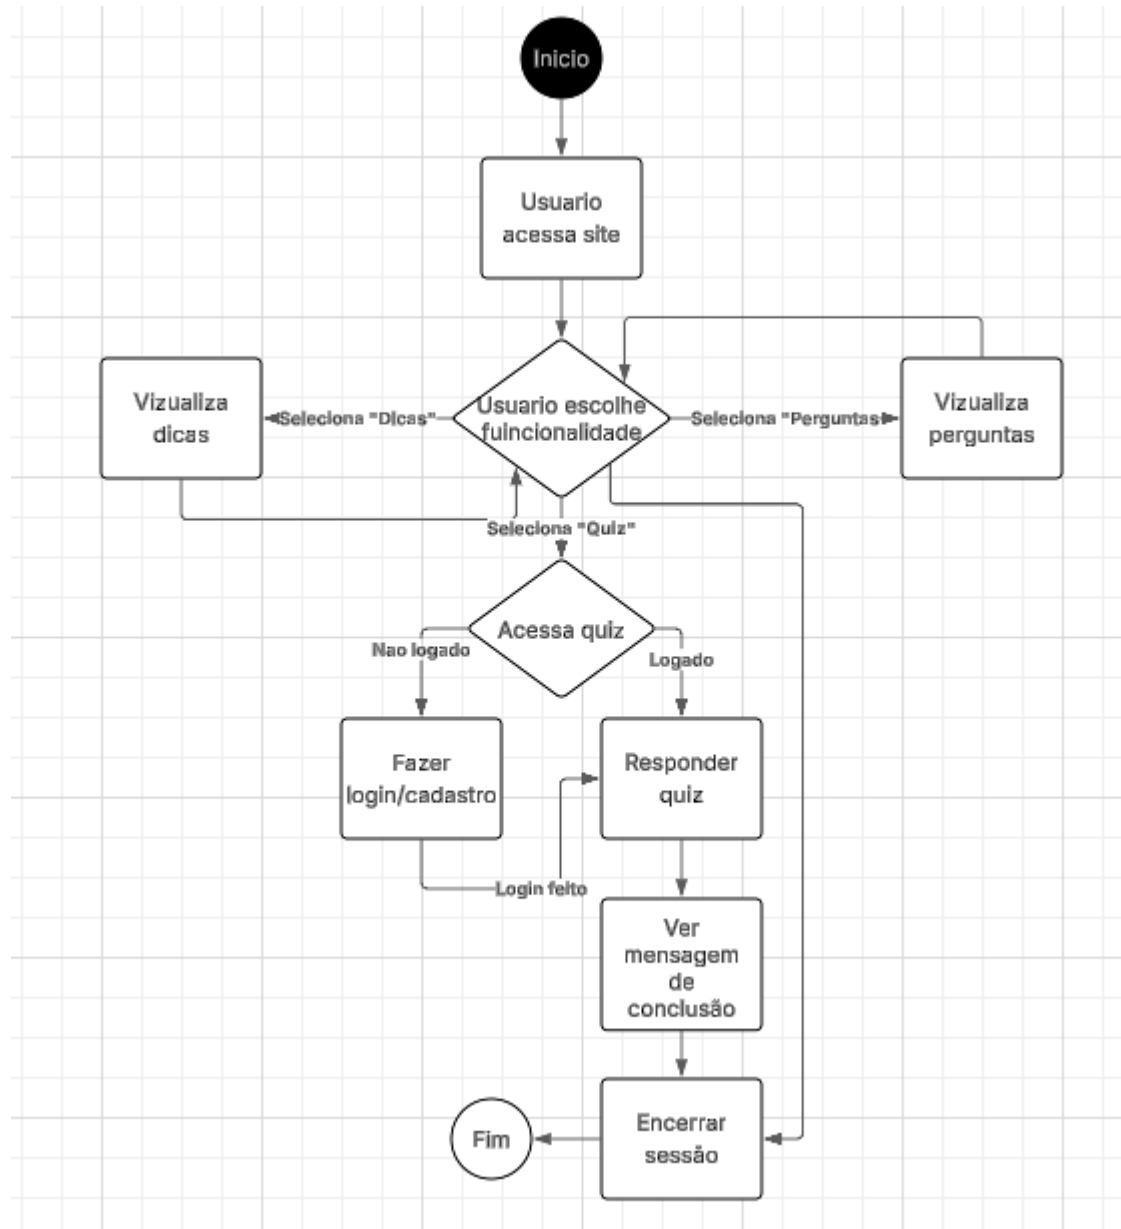 Inicio
Usuario
acessa site
Vizualiza
dicas
Seleciona "Dicas"
Usuario escolhe
fuincionalidade
Seleciona "Perguntas
Vizualiza
perguntas
Seleciona "Quiz"
Acessa quiz
Nao logado
Logado
Fazer
login/cadastro
Responder
quiz
Login feito
Ver
mensagem
de
conclusão
Encerrar
sessão
Fim